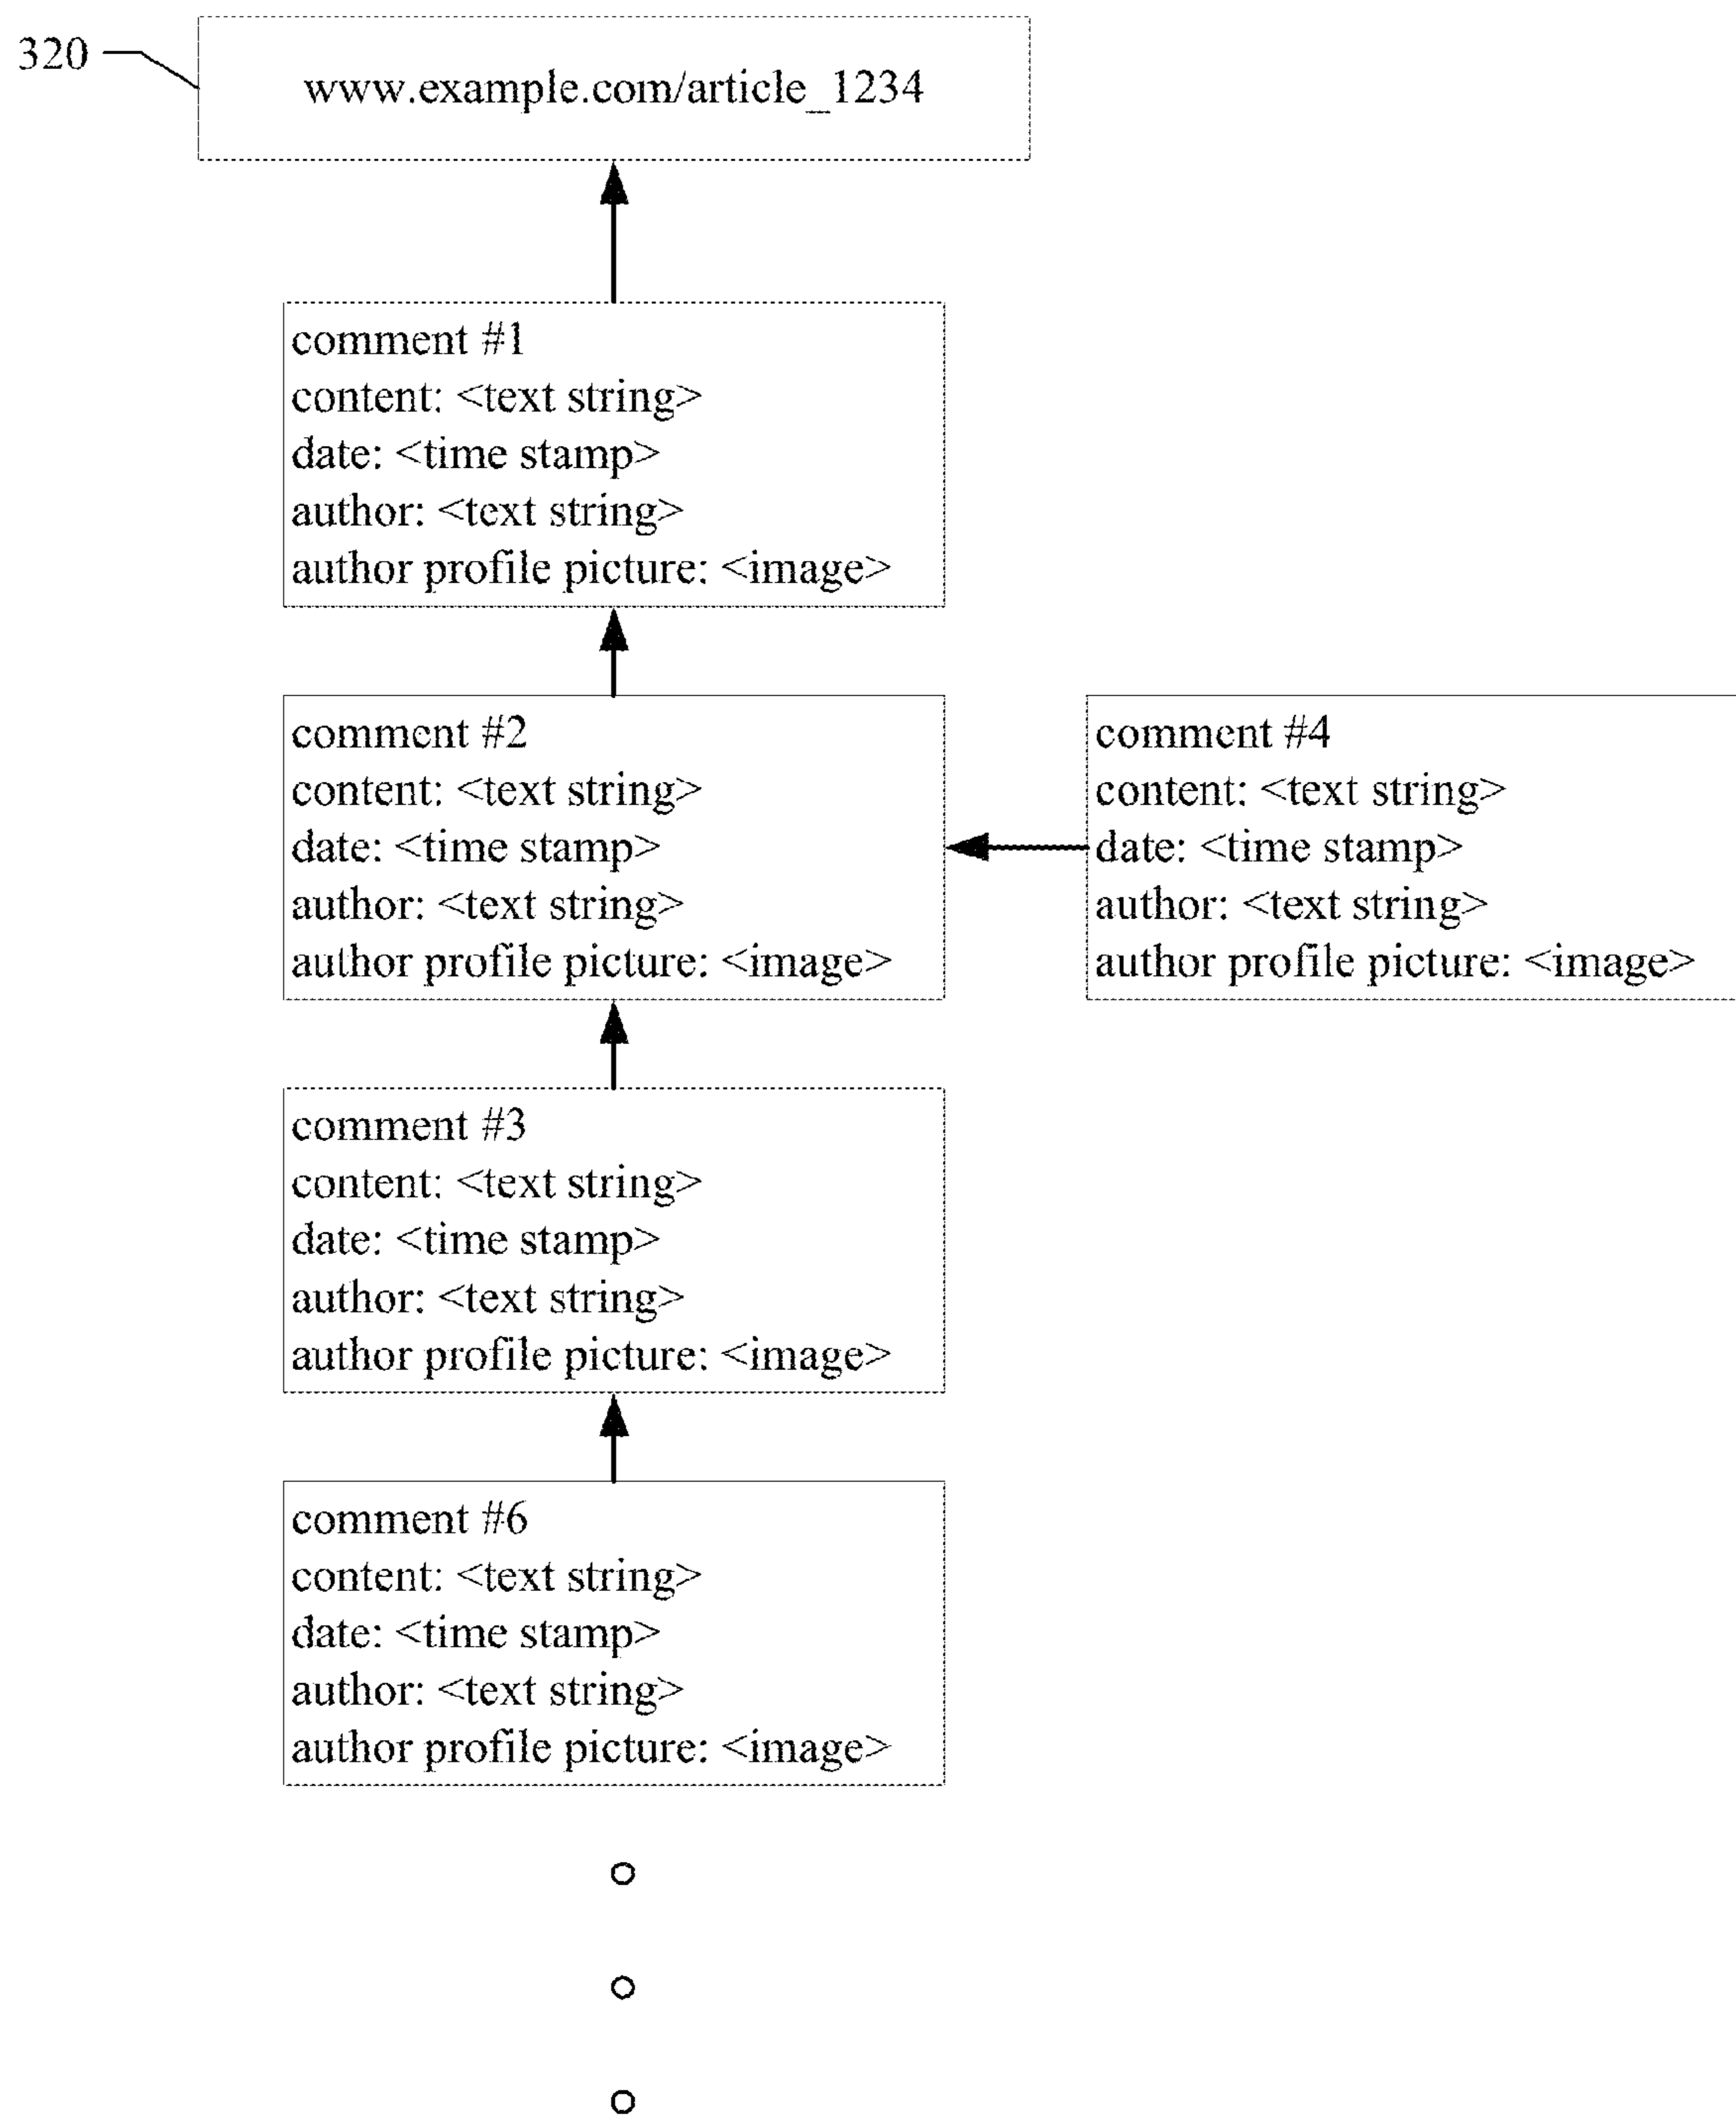 320
www.example.com/article_1234
comment #1
content: <text string>
date: <time stamp>
author: <text string>
author profile picture: <image>
comment #2
content: <text string>
date: <time stamp>
author: <text string>
author profile picture: <image>
comment #4
content: <text string>
date: <time stamp>
author: <text string>
author profile picture: <image>
comment #3
content: <text string>
date: <time stamp>
author: <text string>
author profile picture: <image>
comment #6
content: <text string>
date: <time stamp>
author: <text string>
author profile picture: <image>